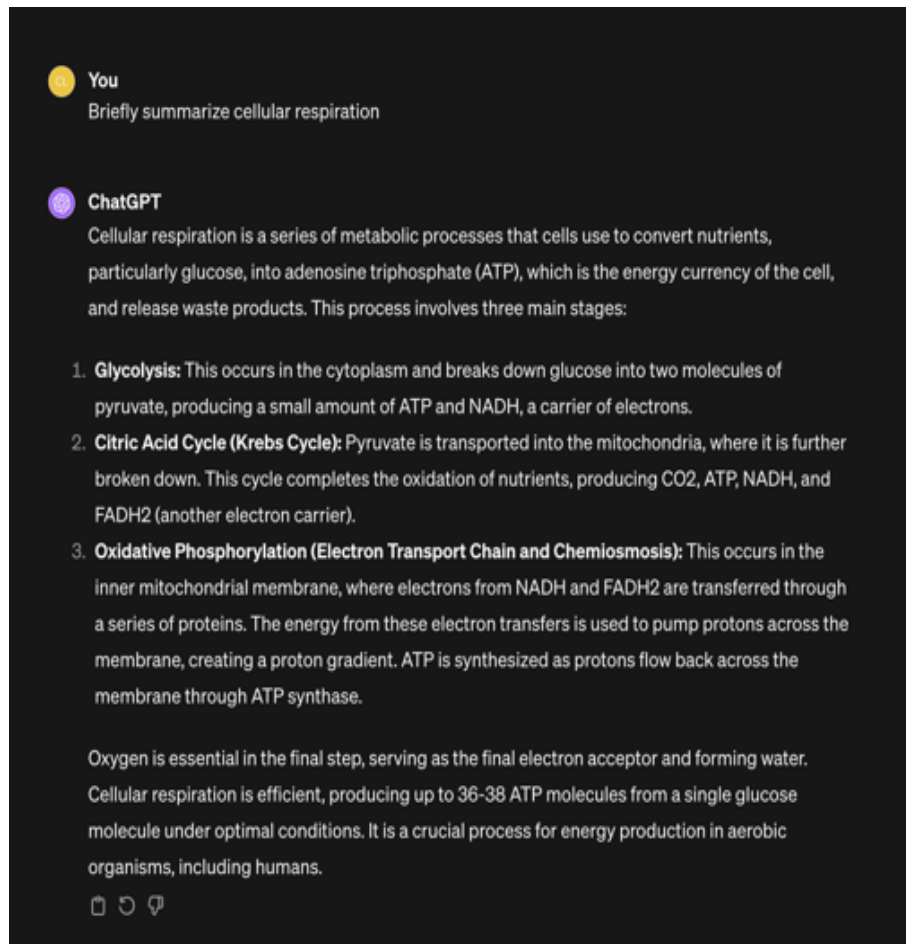 CL
You
Briefly summarize cellular respiration
ChatGPT
Cellular respiration is a series of metabolic processes that cells use to convert nutrients,
particularly glucose, into adenosine triphosphate (ATP), which is the energy currency of the cell,
and release waste products. This process involves three main stages:
1. Glycolysis: This occurs in the cytoplasm and breaks down glucose into two molecules of
pyruvate, producing a small amount of ATP and NADH, a carrier of electrons.
2. Citric Acid Cycle (Krebs Cycle): Pyruvate is transported into the mitochondria, where it is further
broken down. This cycle completes the oxidation of nutrients, producing CO2, ATP, NADH, and
FADH2 (another electron carrier).
3. Oxidative Phosphorylation (Electron Transport Chain and Chemiosmosis): This occurs in the
inner mitochondrial membrane, where electrons from NADH and FADH2 are transferred through
a series of proteins. The energy from these electron transfers is used to pump protons across the
membrane, creating a proton gradient. ATP is synthesized as protons flow back across the
membrane through ATP synthase.
Oxygen is essential in the final step, serving as the final electron acceptor and forming water.
Cellular respiration is efficient, producing up to 36-38 ATP molecules from a single glucose
molecule under optimal conditions. It is a crucial process for energy production in aerobic
organisms, including humans.